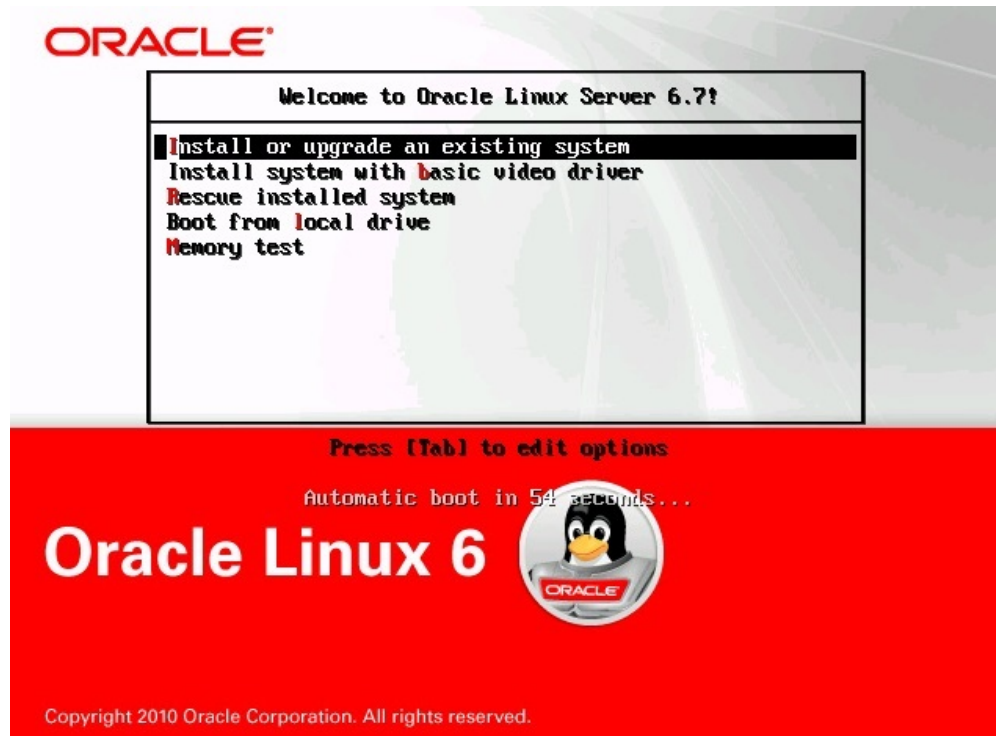 ORACLE
Welcome to Oracle Linux Server 6.7!
Install or upgrade an existing system
Install system with basic video driver
Rescue installed system
Boot from local drive
Memory test
Press [Tab] to edit options
Automatic boot in 54 seconds...
Oracle Linux 6
ORACLE
Copyright 2010 Oracle Corporation. All rights reserved.